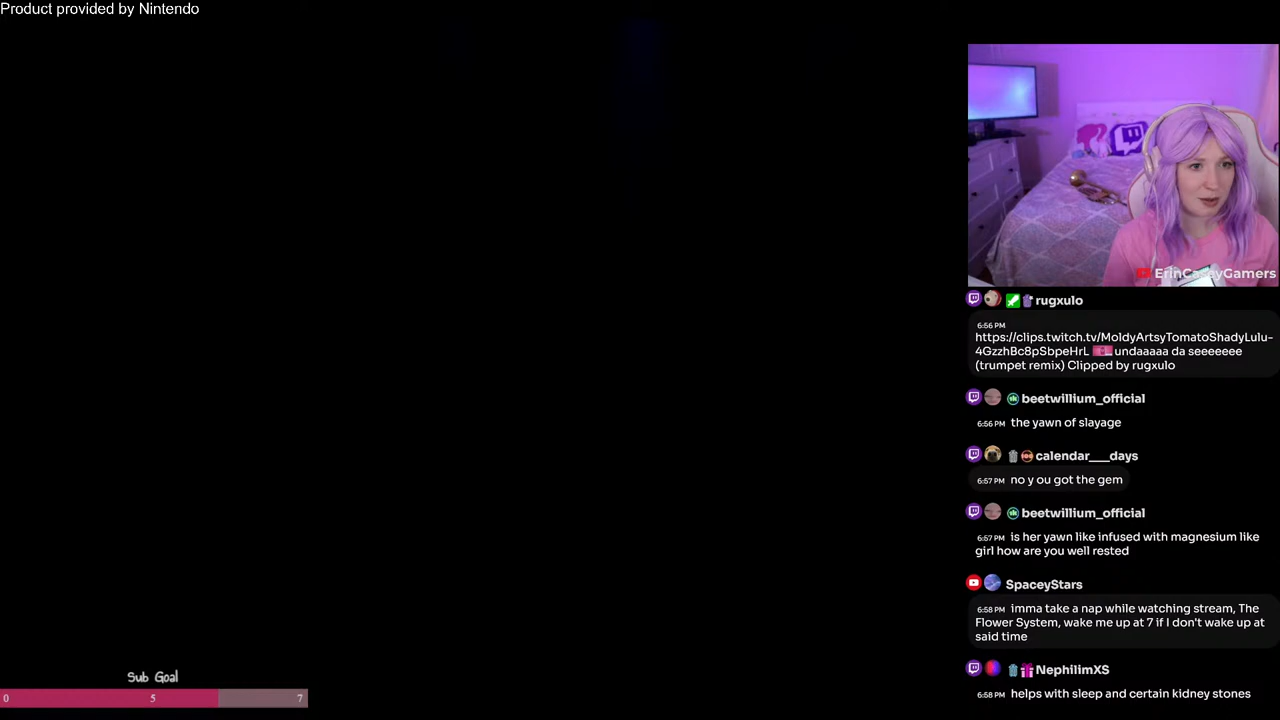 Product provided by Nintendo
ErinCaseyGamers
rugxulo
6:56 PM
https://clips.twitch.tv/MoldyArtsyTomatoShadyLulu-
4GzzhBc8pSbpeHrL undaaaaa da seeeeeee
(trumpet remix) Clipped by rugxulo
beetwillium_official
6:56 PM the yawn of slayage
calendar___days
6:57 PM no y ou got the gem
beetwillium_official
6:57 PM is her yawn like infused with magnesium like
girl how are you well rested
SpaceyStars
6:58 PM imma take a nap while watching stream, The
Flower System, wake me up at 7 if I don't wake up at
said time
NephilimXS
6:58 PM helps with sleep and certain kidney stones
Sub Goal
0 5 7